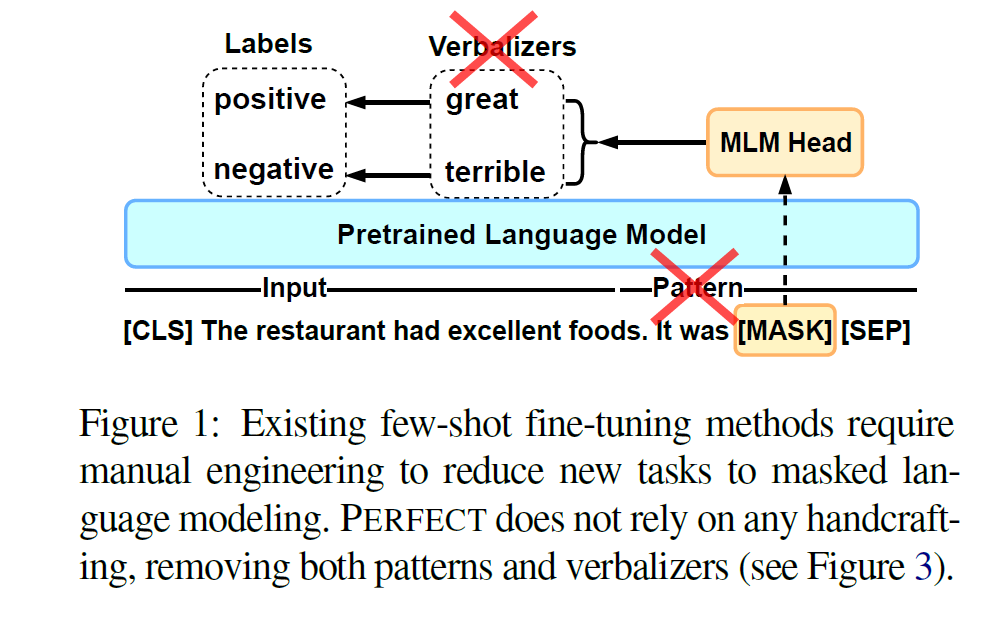 Labels Verbalizers
positive great
MLM Head
negative terrible
Pretrained Language Model
Input Pattern
[CLS] The restaurant had excellent foods. It was [MASK] [SEP]
Figure 1: Existing few-shot fine-tuning methods require
manual engineering to reduce new tasks to masked lan-
guage modeling. PERFECT does not rely on any handcraft-
ing, removing both patterns and verbalizers (see Figure 3).